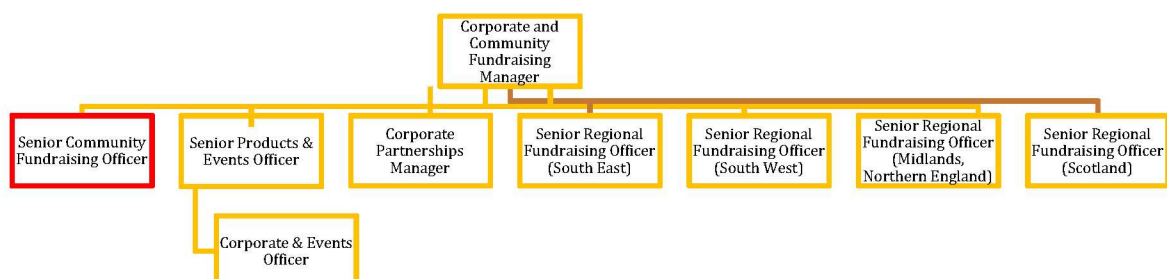 Corporate and
Community
Fundraising
Manager
Senior Community
Fundraising Officer
Senior Products &
Events Officer
Corporate
Partnerships
Manager
Senior Regional
Fundraising Officer
(South East)
Senior Regional
Fundraising Officer
(South West)
Senior Regional
Fundraising Officer
(Midlands,
Northern England)
Senior Regional
Fundraising Officer
(Scotland)
Corporate & Events
Officer